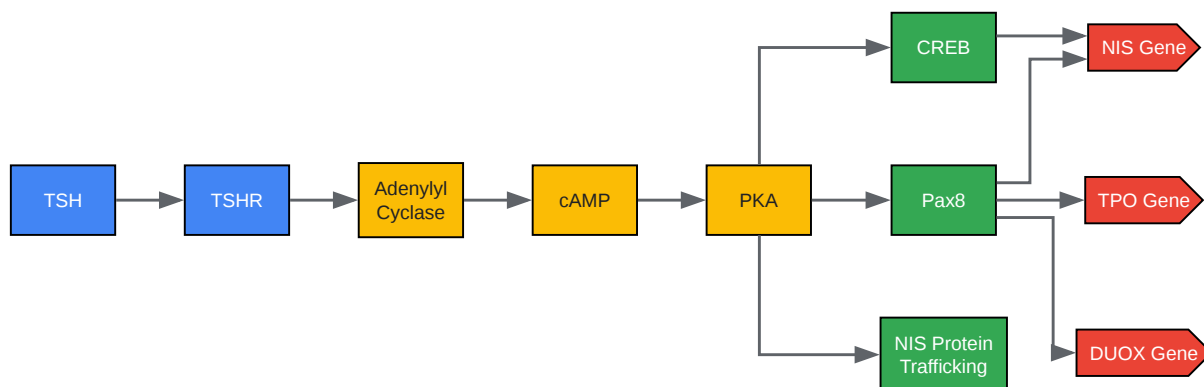 CREB
NIS Gene
TSH
TSHR
Adenylyl
Cyclase
cAMP
PKA
Pax8
TPO Gene
NIS Protein
Trafficking
DUOX Gene